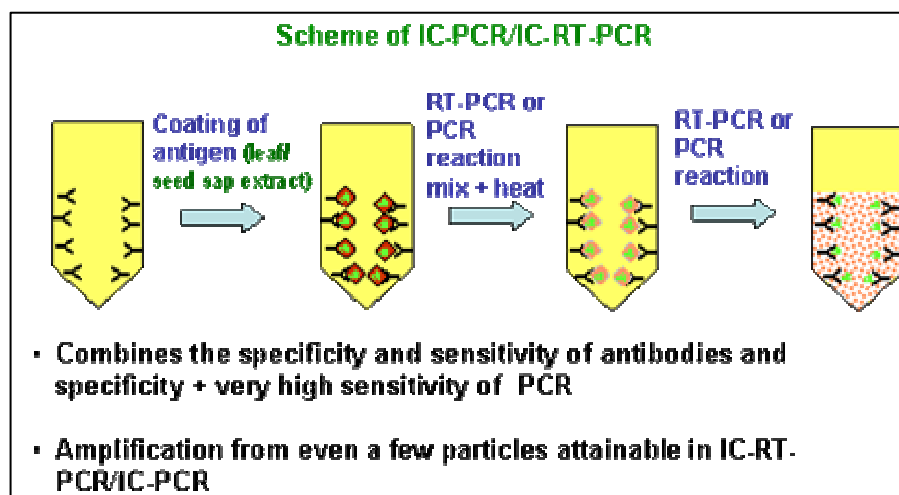 Scheme of IC-PCR/IC-RT-PCR
Coating of
antigen (leaf/
seed sap extract)
RT-PCR or
PCR
reaction
mix + heat
RT-PCR or
PCR
reaction
▪ Combines the specificity and sensitivity of antibodies and
specificity + very high sensitivity of PCR
▪ Amplification from even a few particles attainable in IC-RT-
PCR/IC-PCR